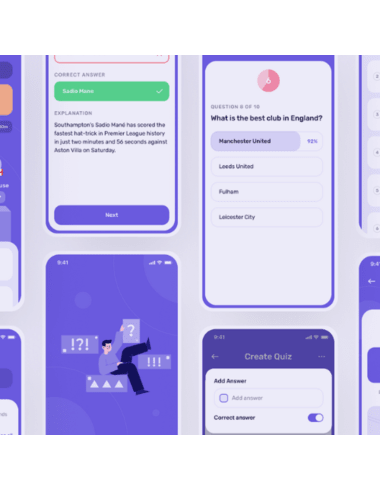 CORRECT ANSWER
Sadio Mane
EXPLANATION
Southampton's Sadio Mané has scored the
fastest hat-trick in Premier League history
in just two minutes and 56 seconds against
Aston Villa on Saturday.
Next
6
QUESTION 9 OF 10
What is the best club in England?
Manchester United 92%
Leeds United
Fulham
Leicester City
9:41
!?!
?
!!!
9:41
Create Quiz
Add Answer
Add answer
Correct answer